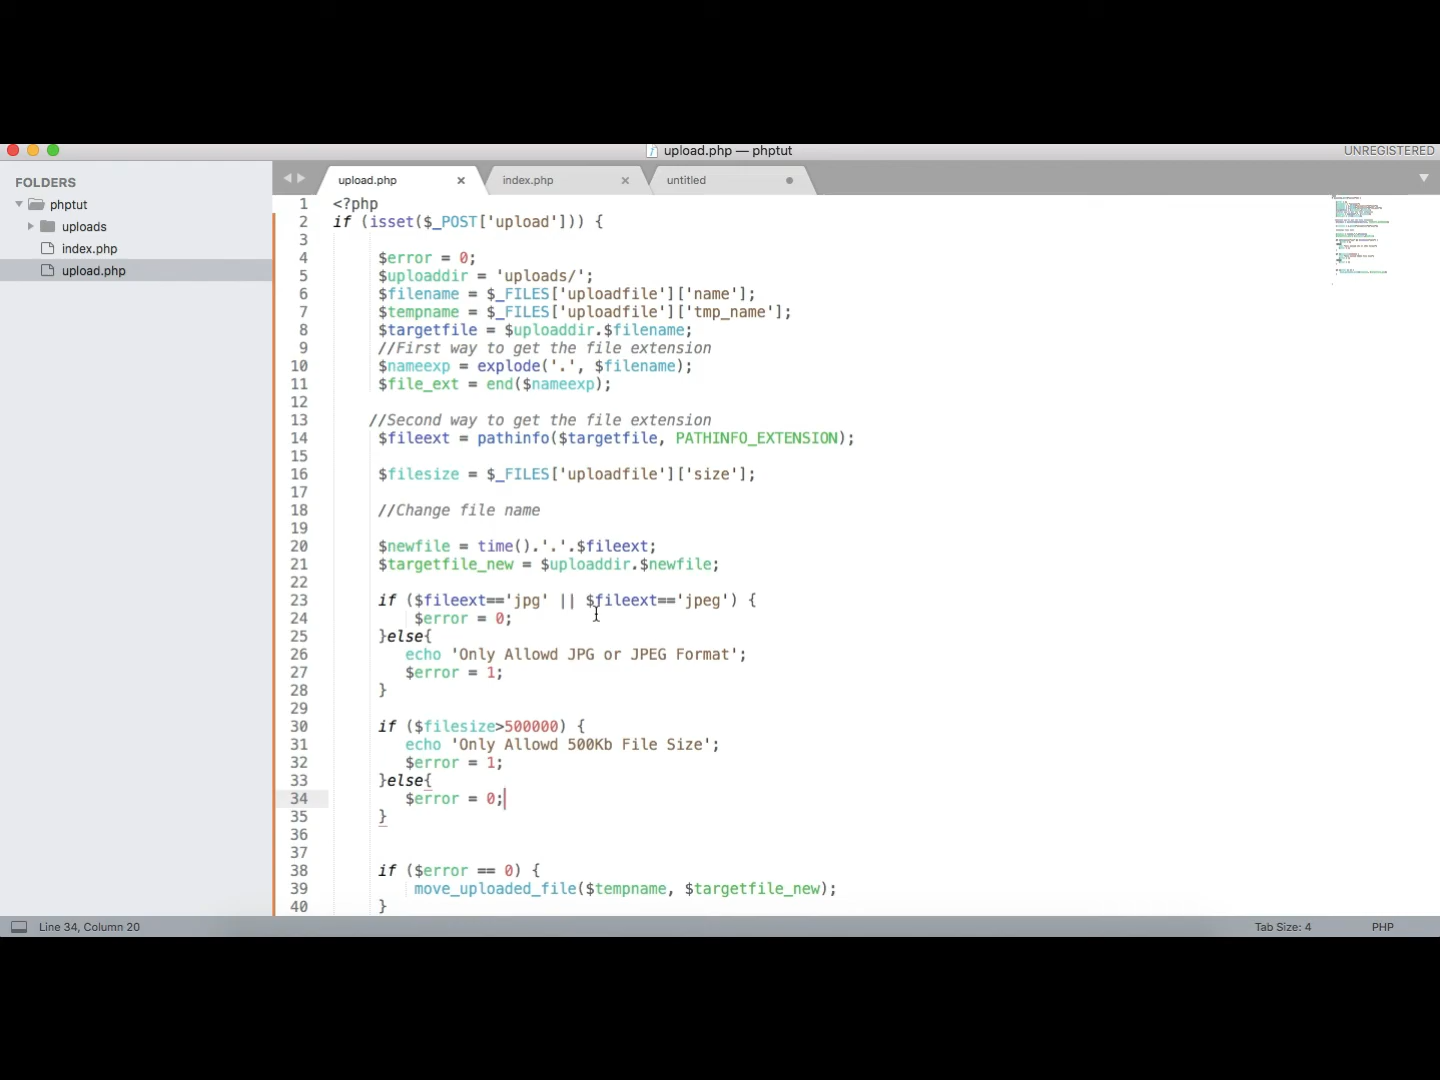 upload.php — phptut
UNREGISTERED
FOLDERS
phptut
uploads
index.php
upload.php
upload.php
index.php
untitled
1 <?php
2 if (isset($_POST['upload'])) {
3
4 $error = 0;
5 $uploaddir = 'uploads/';
6 $filename = $_FILES['uploadfile']['name'];
7 $tempname = $_FILES['uploadfile']['tmp_name'];
8 $targetfile = $uploaddir.$filename;
9 //First way to get the file extension
10 $nameexp = explode('.', $filename);
11 $file_ext = end($nameexp);
12
13 //Second way to get the file extension
14 $fileext = pathinfo($targetfile, PATHINFO_EXTENSION);
15
16 $filesize = $_FILES['uploadfile']['size'];
17
18 //Change file name
19
20 $newfile = time().'.'.$fileext;
21 $targetfile_new = $uploaddir.$newfile;
22
23 if ($fileext=='jpg' || $fileext=='jpeg') {
24 $error = 0;
25 }else{
26 echo 'Only Allowd JPG or JPEG Format';
27 $error = 1;
28 }
29
30 if ($filesize>500000) {
31 echo 'Only Allowd 500Kb File Size';
32 $error = 1;
33 }else{
34 $error = 0;
35 }
36
37
38 if ($error == 0) {
39 move_uploaded_file($tempname, $targetfile_new);
40 }
Line 34, Column 20
Tab Size: 4
PHP